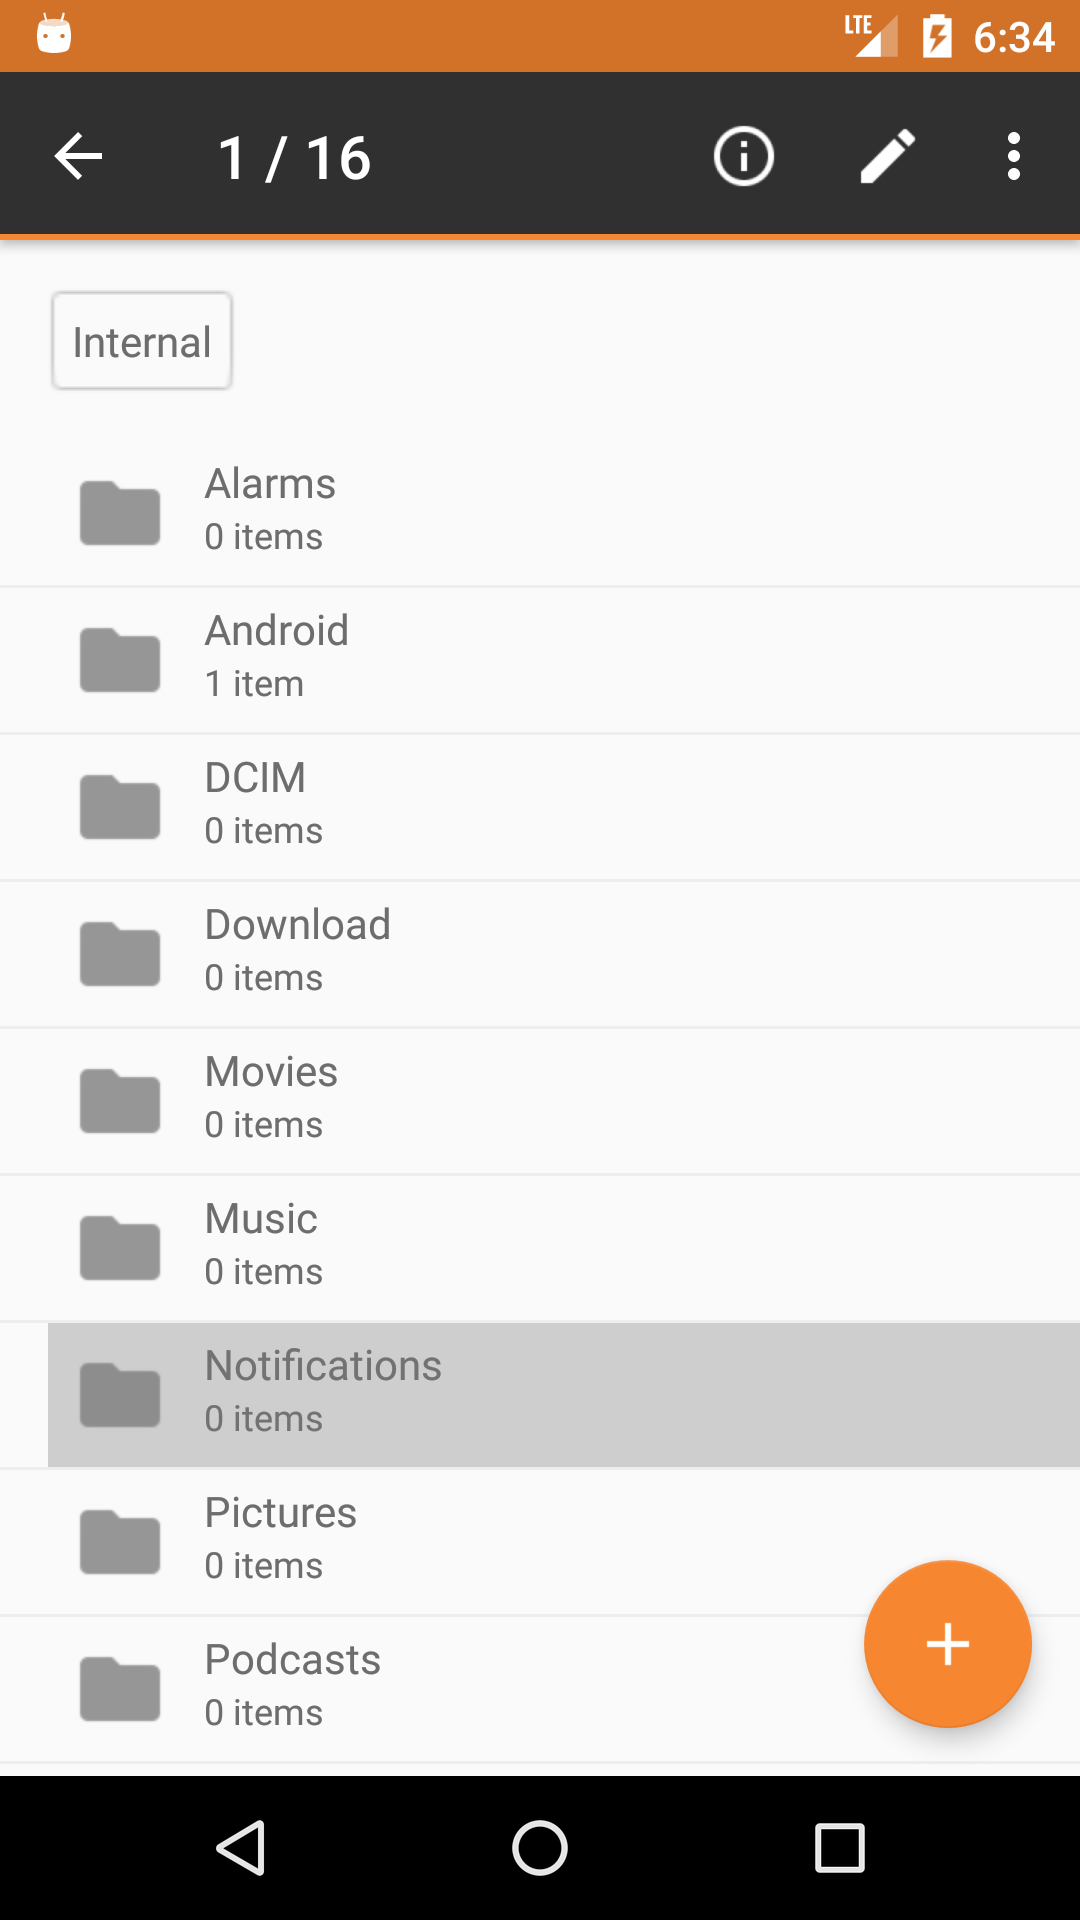 LTE 6:34
1 / 16
Internal
Alarms
0 items
Android
1 item
DCIM
0 items
Download
0 items
Movies
0 items
Music
0 items
Notifications
0 items
Pictures
0 items
Podcasts
0 items